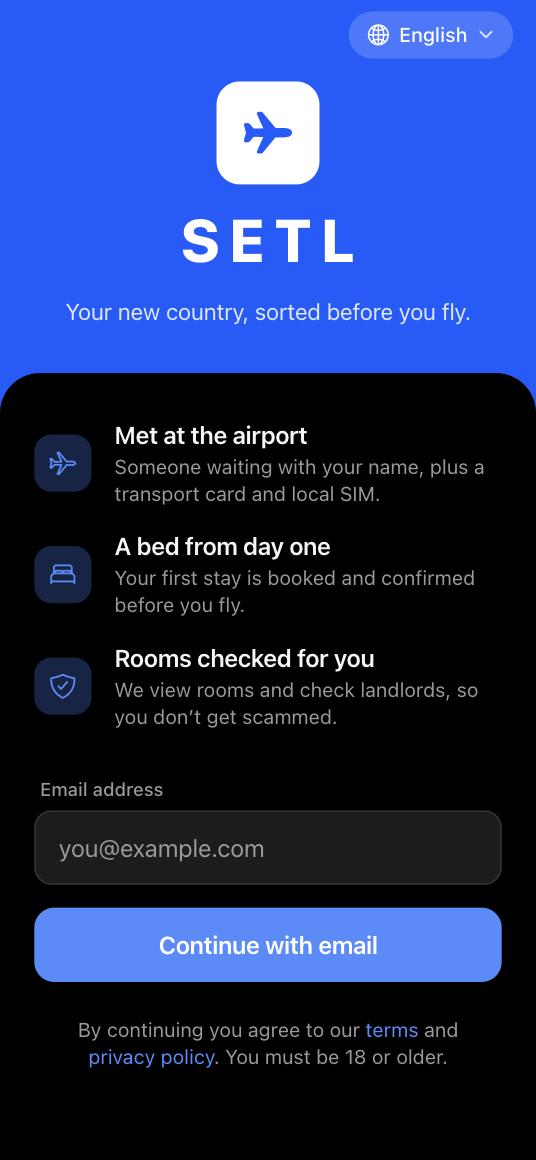 English
SETL
Your new country, sorted before you fly.
Met at the airport
Someone waiting with your name, plus a
transport card and local SIM.
A bed from day one
Your first stay is booked and confirmed
before you fly.
Rooms checked for you
We view rooms and check landlords, so
you don’t get scammed.
Email address
you@example.com
Continue with email
By continuing you agree to our terms and
privacy policy. You must be 18 or older.